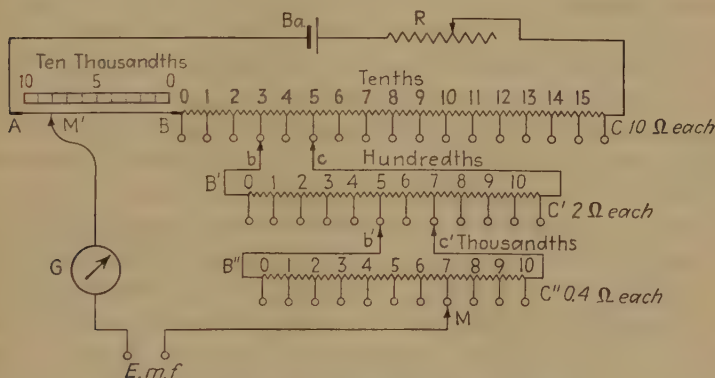 Ba
R
Ten Thousandths
Tenths
10 5 0
0 1 2 3 4 5 6 7 8 9 10 11 12 13 14 15
A M' B C 10 Ω each
b c Hundredths
B' 0 1 2 3 4 5 6 7 8 9 10
C' 2 Ω each
b' c' Thousandths
B" 0 1 2 3 4 5 6 7 8 9 10
G
C" 0.4 Ω each
M
E.m.f